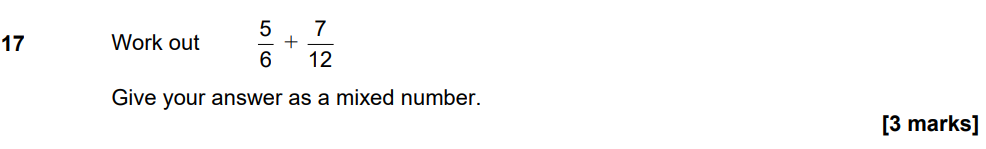 17 Work out 5/6 + 7/12
Give your answer as a mixed number.
[3 marks]